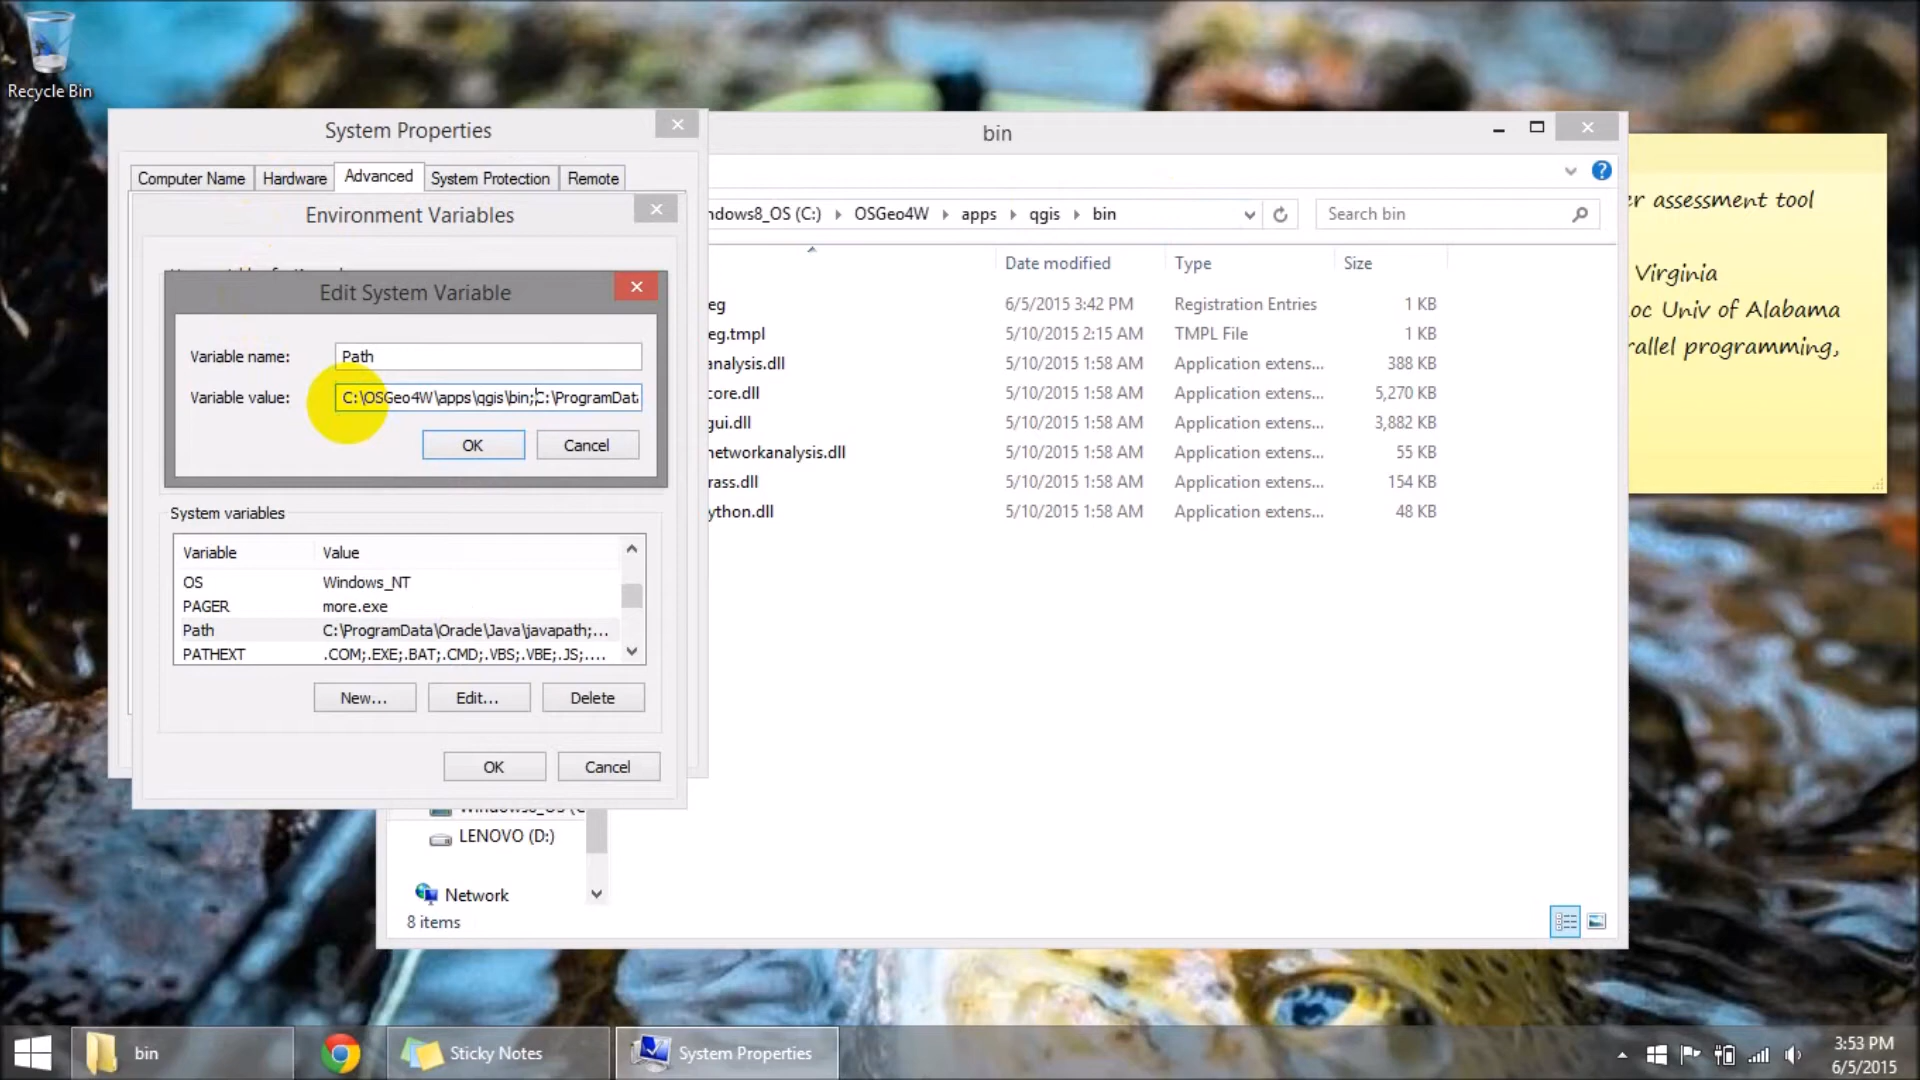 Recycle Bin
System Properties
Computer Name
Hardware
Advanced
System Protection
Remote
Environment Variables
Edit System Variable
Variable name:
Path
Variable value:
C:\OSGeo4W\apps\qgis\bin;C:\ProgramData
OK
Cancel
System variables
Variable Value
OS Windows_NT
PAGER more.exe
Path C:\ProgramData\Oracle\Java\javapath;...
PATHEXT .COM;.EXE;.BAT;.CMD;.VBS;.VBE;.JS;....
New...
Edit...
Delete
OK
Cancel
bin
ndows8_OS (C:) OSGeo4W apps qgis bin
Search bin
Date modified Type Size
eg 6/5/2015 3:42 PM Registration Entries 1 KB
eg.tmpl 5/10/2015 2:15 AM TMPL File 1 KB
analysis.dll 5/10/2015 1:58 AM Application extens... 388 KB
core.dll 5/10/2015 1:58 AM Application extens... 5,270 KB
gui.dll 5/10/2015 1:58 AM Application extens... 3,882 KB
networkanalysis.dll 5/10/2015 1:58 AM Application extens... 55 KB
rass.dll 5/10/2015 1:58 AM Application extens... 154 KB
ython.dll 5/10/2015 1:58 AM Application extens... 48 KB
LENOVO (D:)
Network
8 items
er assessment tool
Virginia
oc Univ of Alabama
rallel programming,
bin
Sticky Notes
System Properties
3:53 PM
6/5/2015